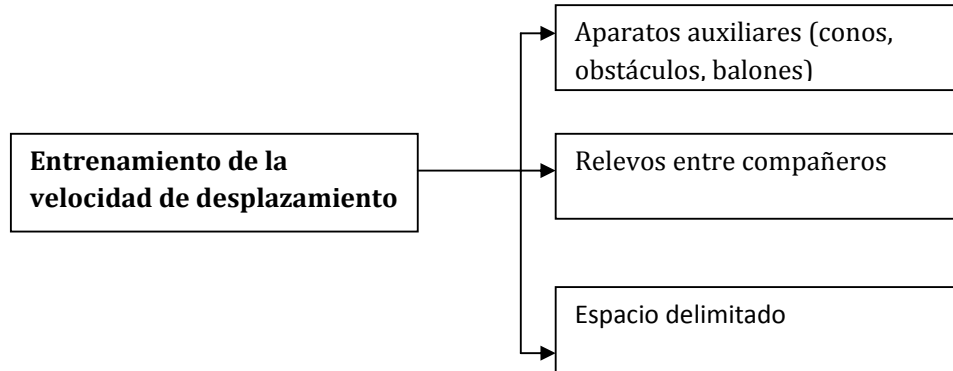 Aparatos auxiliares (conos,
obstáculos, balones)
Entrenamiento de la
velocidad de desplazamiento
Relevos entre compañeros
Espacio delimitado